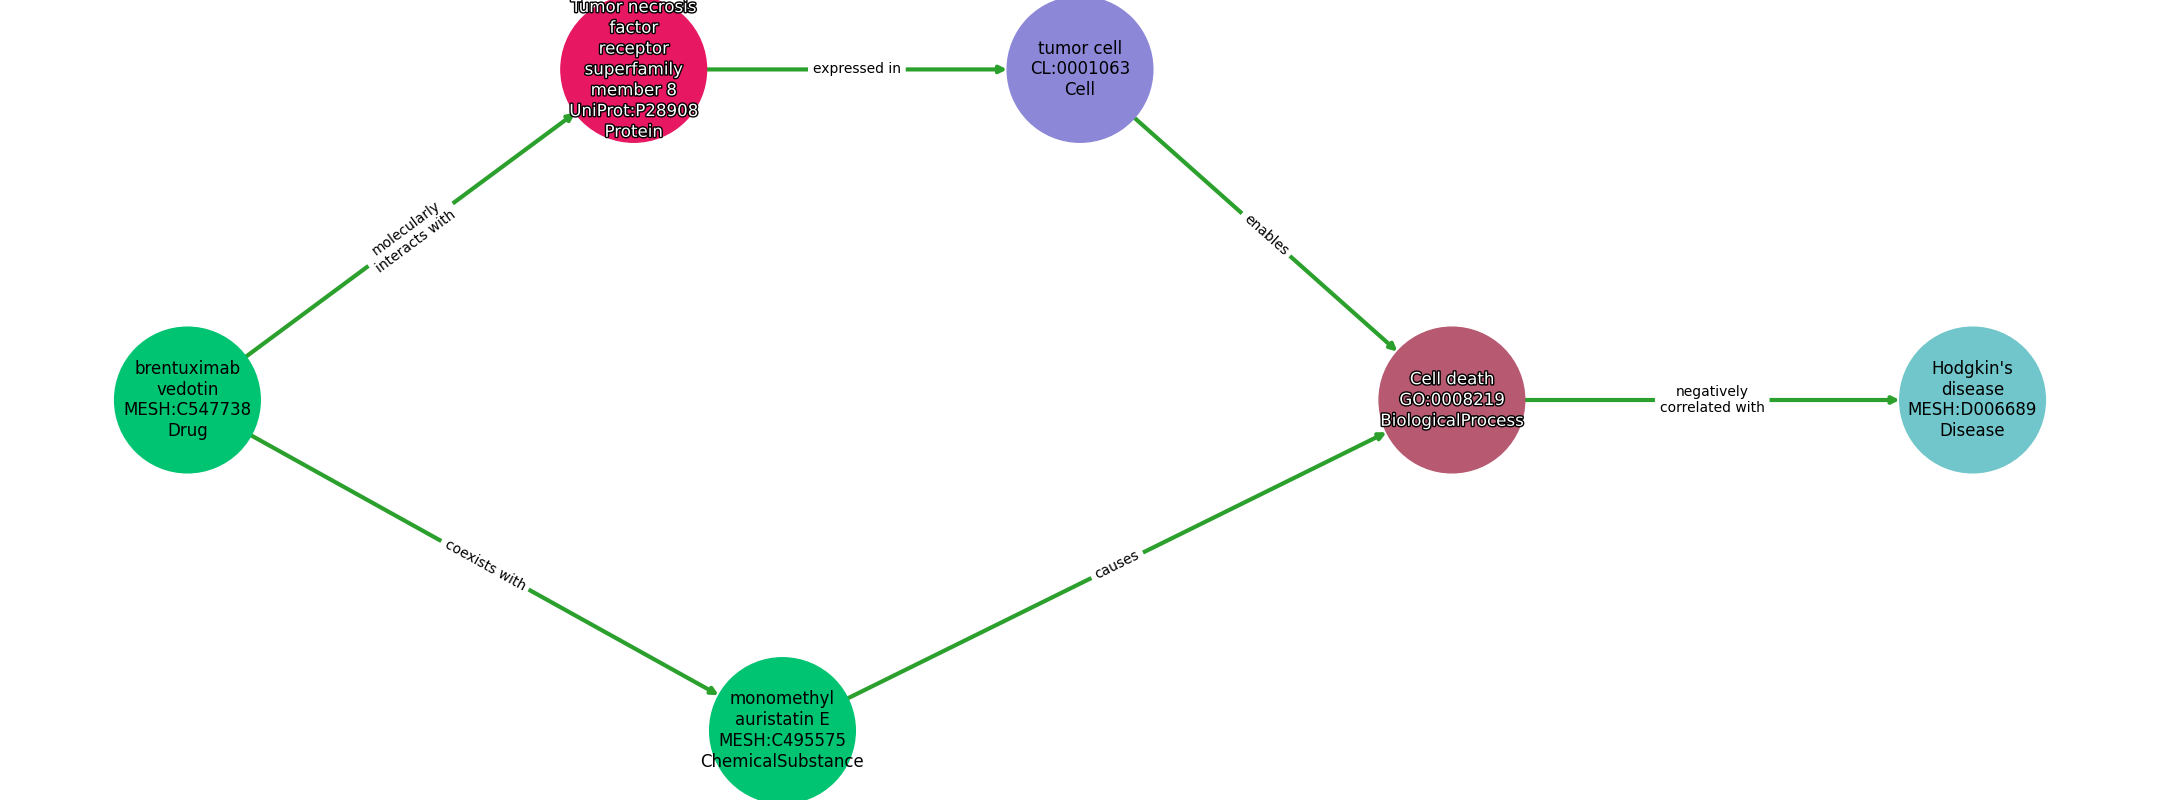 Tumor necrosis
factor
receptor
superfamily
member 8
UniProt:P28908
Protein
expressed in
tumor cell
CL:0001063
Cell
molecularly
interacts with
enables
brentuximab
vedotin
MESH:C547738
Drug
Cell death
GO:0008219
BiologicalProcess
negatively
correlated with
Hodgkin's
disease
MESH:D006689
Disease
coexists with
causes
monomethyl
auristatin E
MESH:C495575
ChemicalSubstance